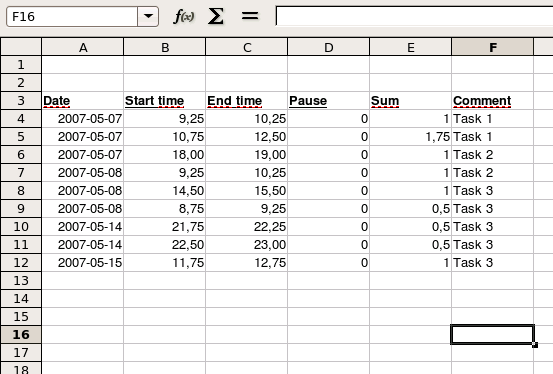 F16 f(x) Σ =
A B C D E F
1
2
3 Date Start time End time Pause Sum Comment
4 2007-05-07 9,25 10,25 0 1 Task 1
5 2007-05-07 10,75 12,50 0 1,75 Task 1
6 2007-05-07 18,00 19,00 0 1 Task 2
7 2007-05-08 9,25 10,25 0 1 Task 2
8 2007-05-08 14,50 15,50 0 1 Task 3
9 2007-05-08 8,75 9,25 0 0,5 Task 3
10 2007-05-14 21,75 22,25 0 0,5 Task 3
11 2007-05-14 22,50 23,00 0 0,5 Task 3
12 2007-05-15 11,75 12,75 0 1 Task 3
13
14
15
16
17
18